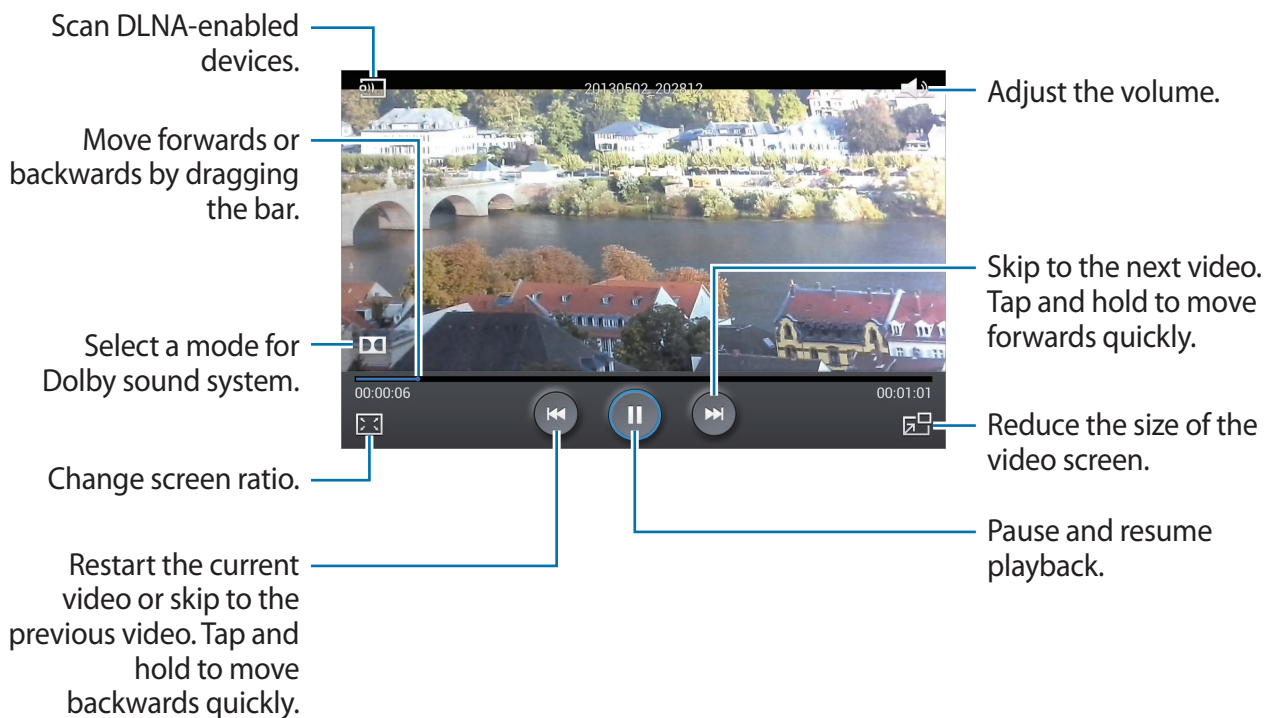 Scan DLNA-enabled
devices.
Move forwards or
backwards by dragging
the bar.
Select a mode for
Dolby sound system.
Change screen ratio.
Restart the current
video or skip to the
previous video. Tap and
hold to move
backwards quickly.
20130502_202812
00:00:06
00:01:01
Adjust the volume.
Skip to the next video.
Tap and hold to move
forwards quickly.
Reduce the size of the
video screen.
Pause and resume
playback.